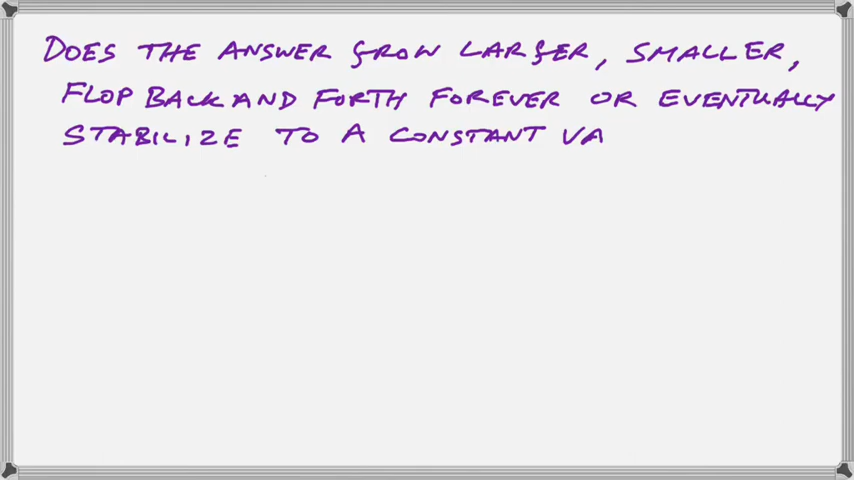 DOES THE ANSWER GROW LARGER, SMALLER,
FLOP BACK AND FORTH FOREVER OR EVENTUALLY
STABILIZE TO A CONSTANT VA